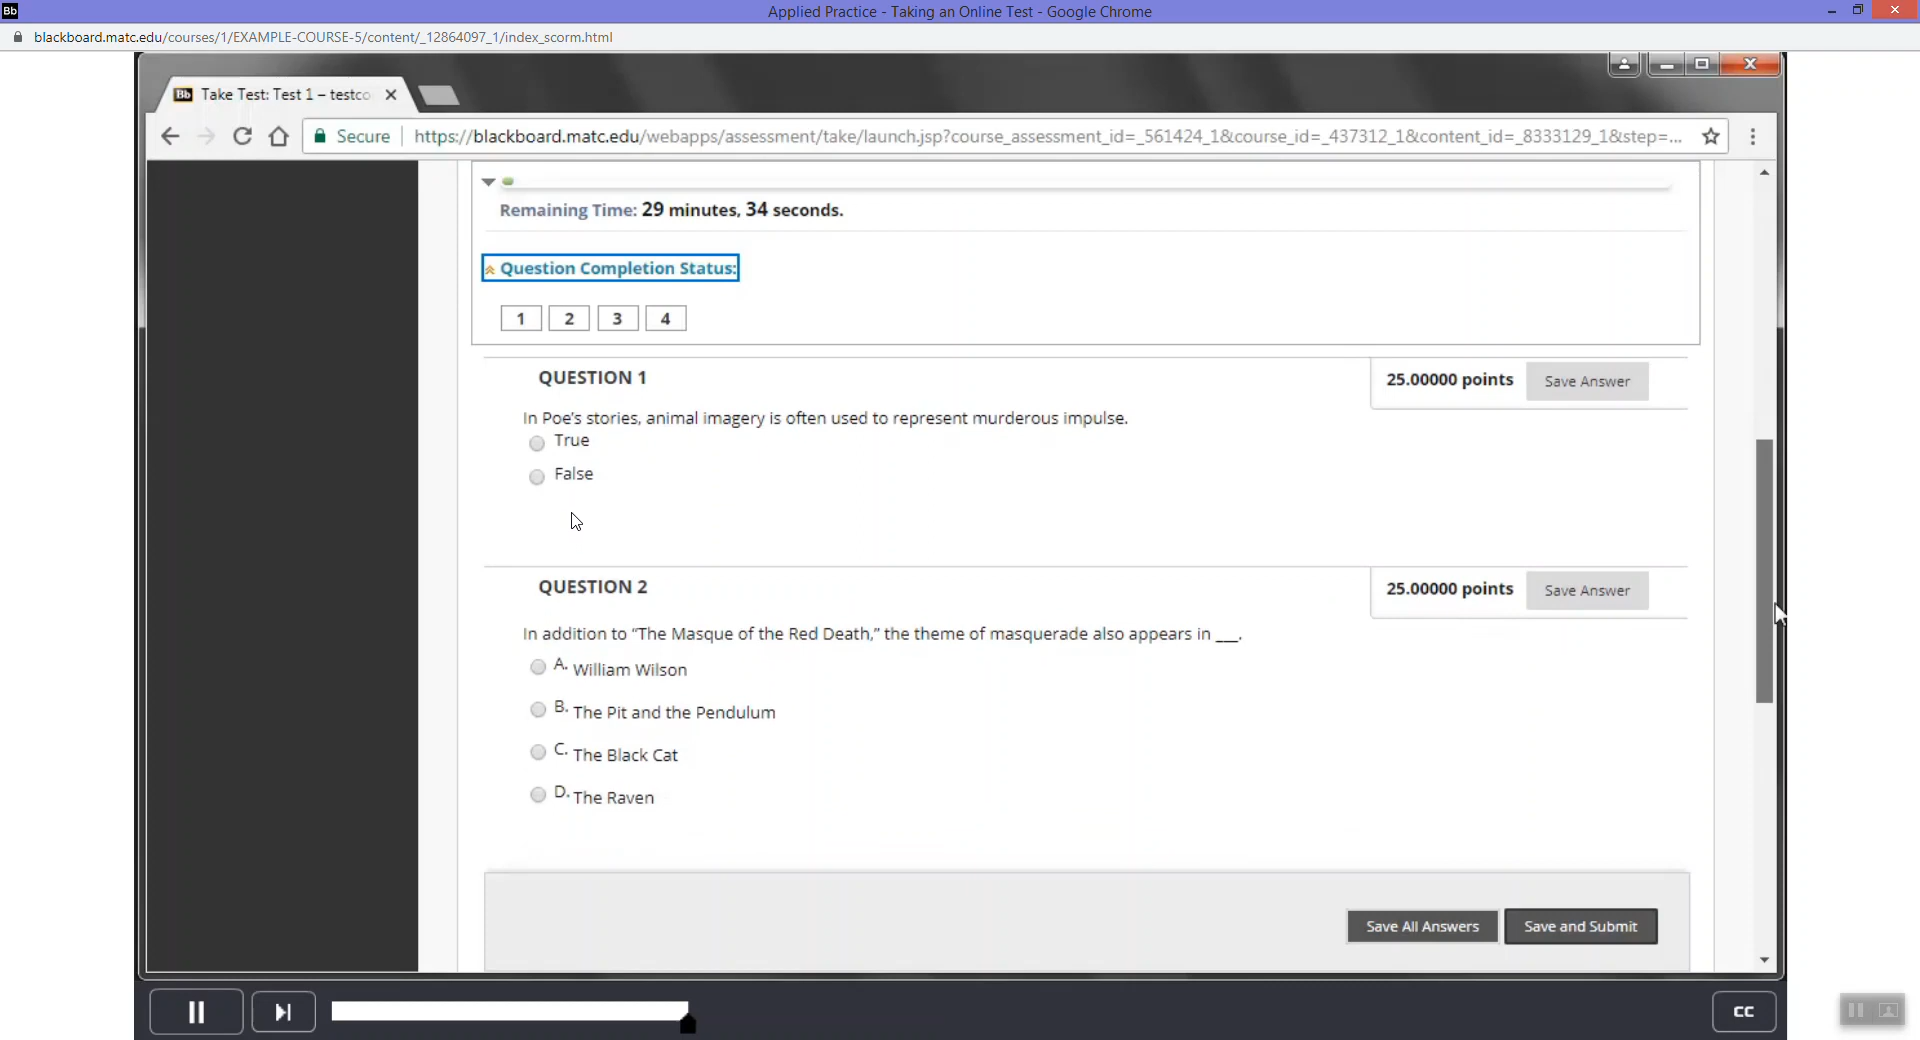 Bb
Applied Practice - Taking an Online Test - Google Chrome
blackboard.matc.edu/courses/1/EXAMPLE-COURSE-5/content/_12864097_1/index_scorm.html
Bb Take Test: Test 1 – testco
Secure https://blackboard.matc.edu/webapps/assessment/take/launch.jsp?course_assessment_id=_561424_1&course_id=_437312_1&content_id=_8333129_1&step=...
Remaining Time: 29 minutes, 34 seconds.
Question Completion Status:
1 2 3 4
QUESTION 1
25.00000 points Save Answer
In Poe's stories, animal imagery is often used to represent murderous impulse.
True
False
QUESTION 2
25.00000 points Save Answer
In addition to “The Masque of the Red Death,” the theme of masquerade also appears in ___.
A. William Wilson
B. The Pit and the Pendulum
C. The Black Cat
D. The Raven
Save All Answers Save and Submit
CC